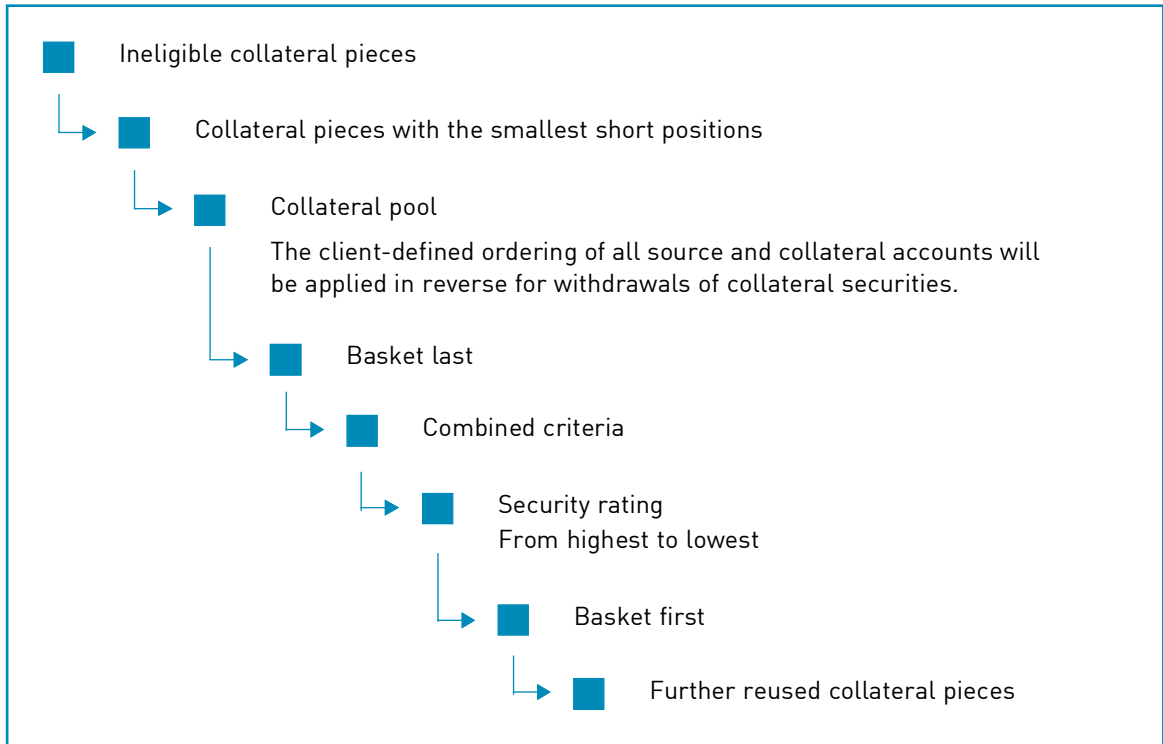 Ineligible collateral pieces
Collateral pieces with the smallest short positions
Collateral pool
The client-defined ordering of all source and collateral accounts will
be applied in reverse for withdrawals of collateral securities.
Basket last
Combined criteria
Security rating
From highest to lowest
Basket first
Further reused collateral pieces